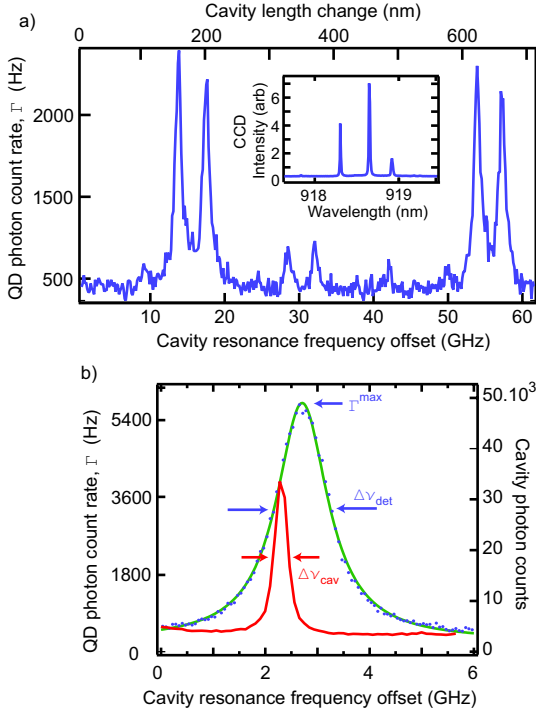 Cavity length change (nm)
a)
0 200 400 600
QD photon count rate, Γ (Hz)
2000
1500
500
CCD
Intensity (arb)
6
4
2
0
918 919
Wavelength (nm)
10 20 30 40 50 60
Cavity resonance frequency offset (GHz)
b)
QD photon count rate, Γ (Hz)
5400
3600
1800
0
Γmax
Δνdet
Δνcav
50.10^3
40
30
20
10
0
Cavity photon counts
0 2 4 6
Cavity resonance frequency offset (GHz)